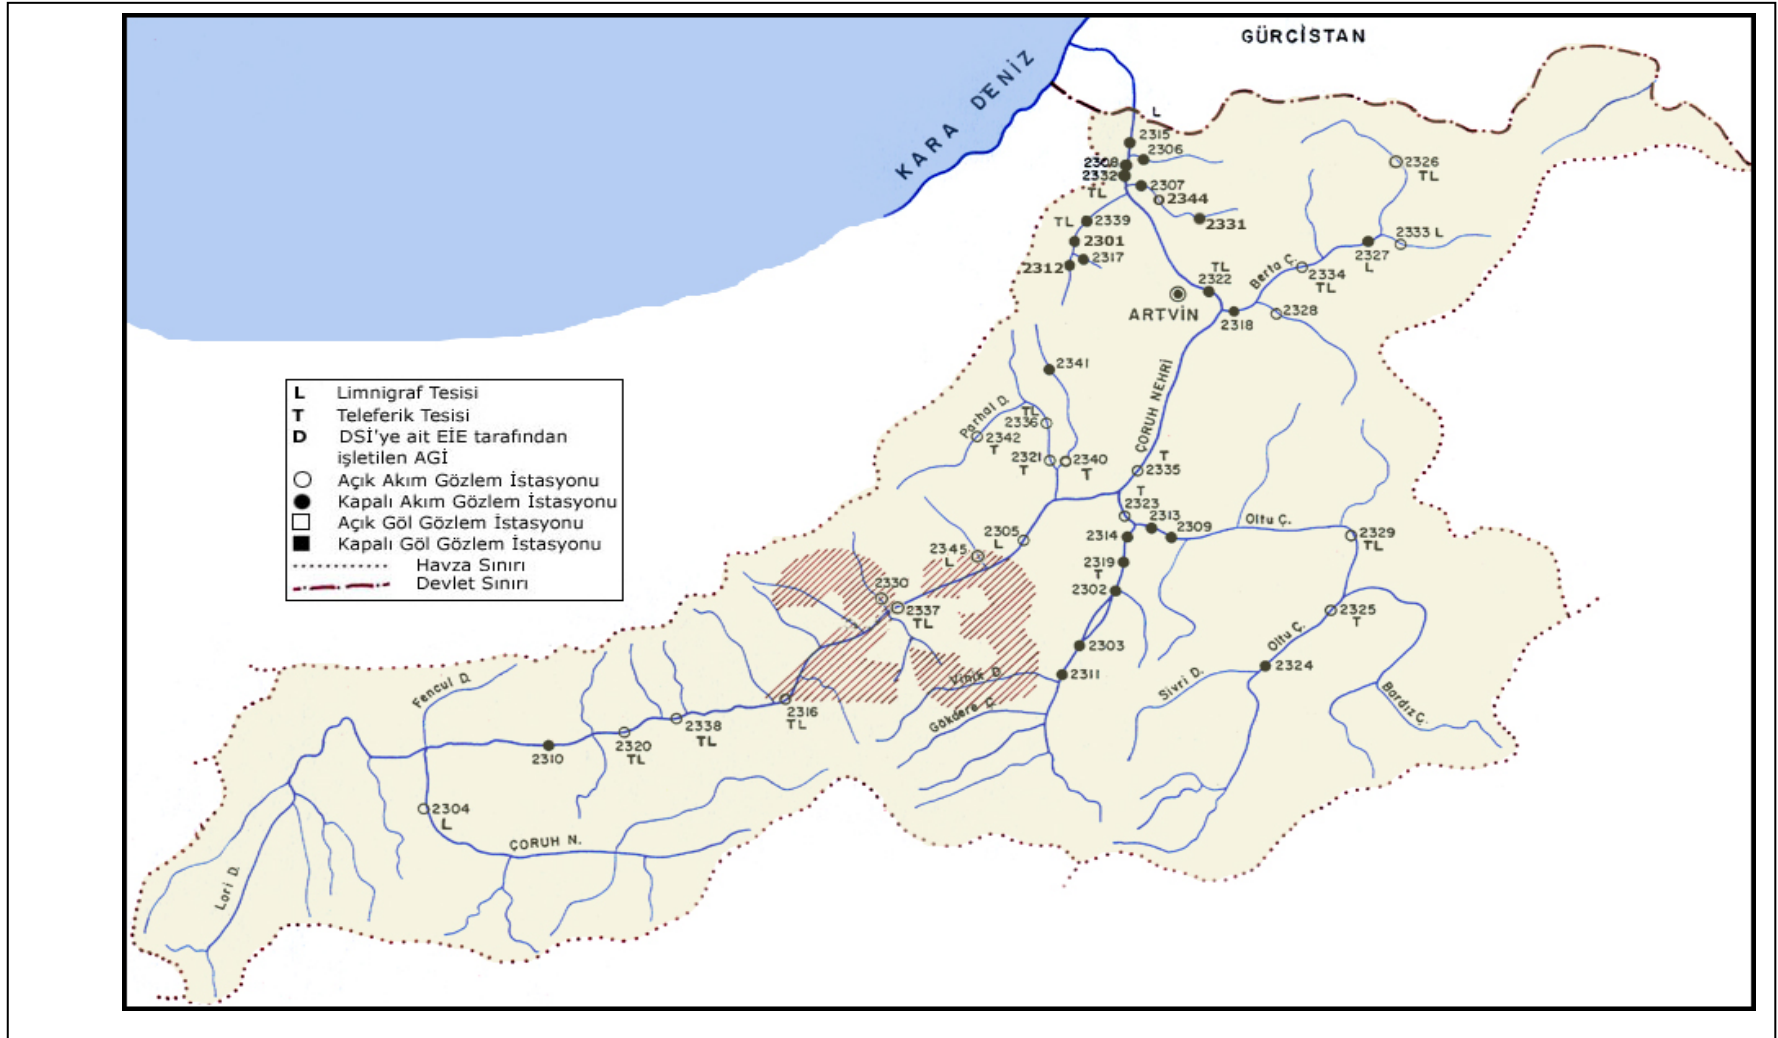 GÜRCİSTAN
KARA DENİZ
L
2315
2306
2308
2332
TL
2307
2344
2331
2326
TL
TL
2339
2301
2317
2312
2333 L
2327
L
Berta Ç.
2334
TL
TL
2322
ARTVİN
2318
2328
2341
ÇORUH NEHRİ
Parhal D.
TL
2336
2342
T
2321
T
2340
T
T
2335
T
2323
2313
2309
2314
Oltu Ç.
2329
TL
2305
L
2345
L
2319
T
2302
2330
2337
TL
23
2325
T
Oltu Ç.
2303
2324
2311
Vinik D.
Sivri D.
Bardız Ç.
Gökdere Ç.
Fencul D.
2316
TL
2338
TL
2320
TL
2310
2304
L
ÇORUH N.
Lori D.
L Limnigraf Tesisi
T Teleferik Tesisi
D DSİ'ye ait EİE tarafından
işletilen AGİ
Açık Akım Gözlem İstasyonu
Kapalı Akım Gözlem İstasyonu
Açık Göl Gözlem İstasyonu
Kapalı Göl Gözlem İstasyonu
Havza Sınırı
Devlet Sınırı